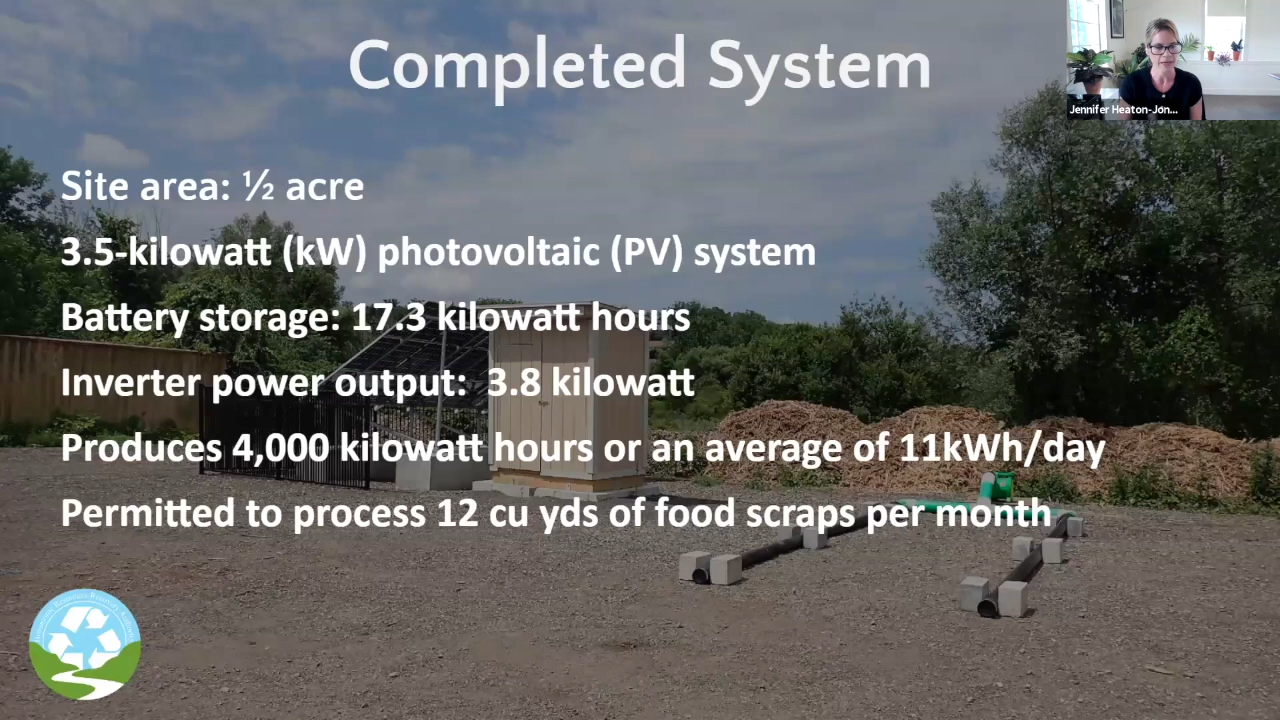 Completed System
Jennifer Heaton-Jon...
Site area: ½ acre
3.5-kilowatt (kW) photovoltaic (PV) system
Battery storage: 17.3 kilowatt hours
Inverter power output:  3.8 kilowatt
Produces 4,000 kilowatt hours or an average of 11kWh/day
Permitted to process 12 cu yds of food scraps per month